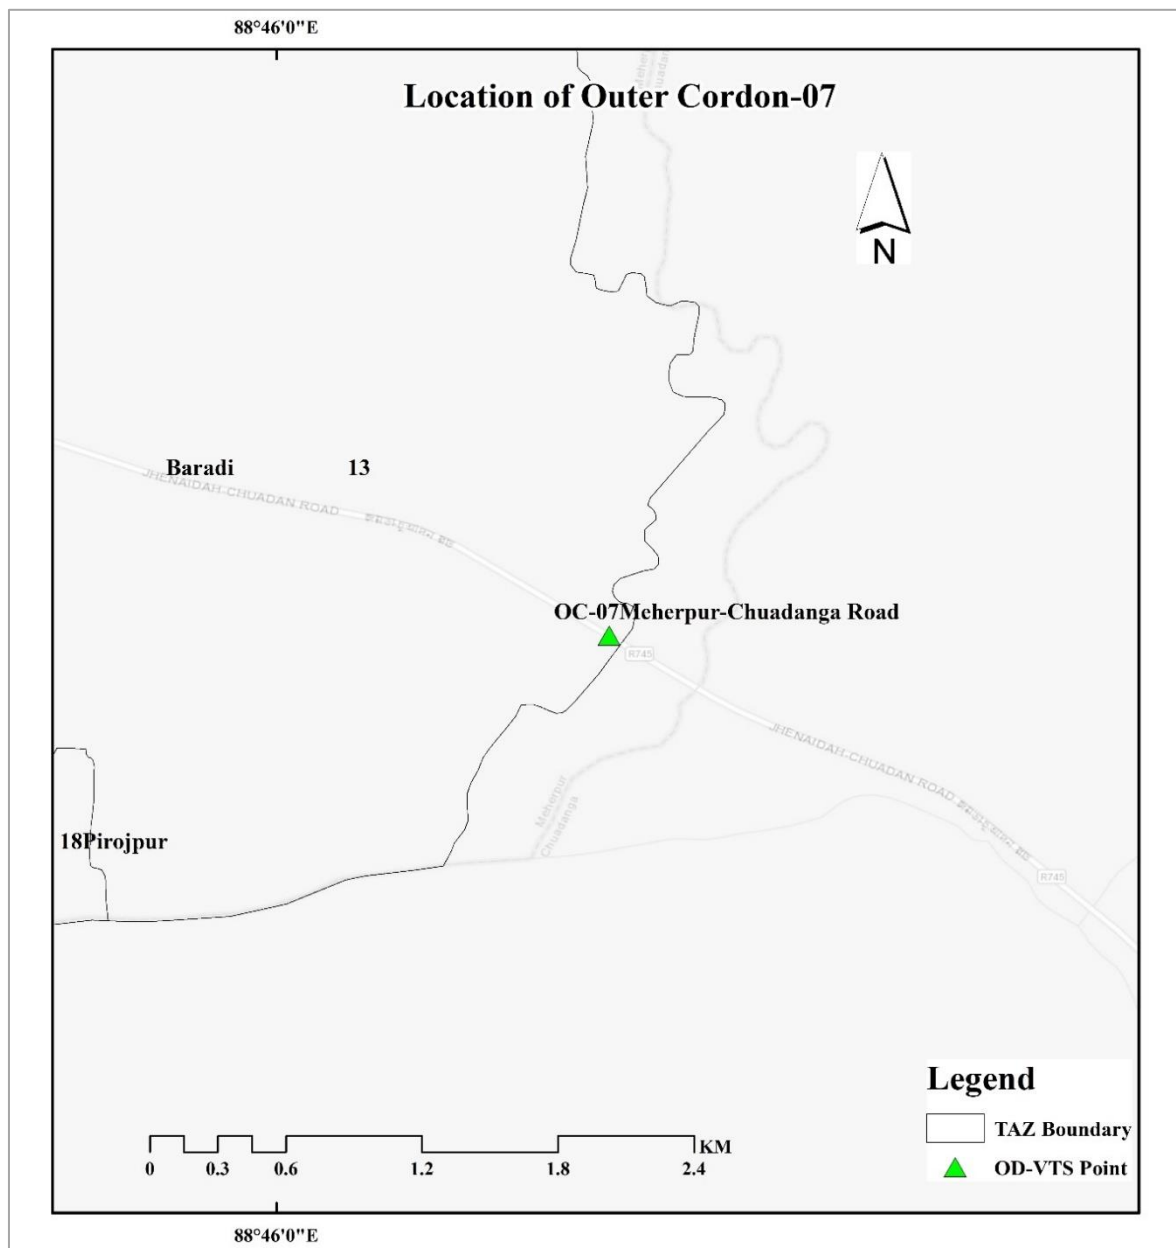 88°46'0"E
Meher
huadang
Location of Outer Cordon-07
N
Baradi 13
JHENAIDAH-CHUADAN ROAD
OC-07Meherpur-Chuadanga Road
R745
JHENAIDAH-CHUADAN ROAD
Meherpur
Chuadanga
18Pirojpur
R745
Legend
TAZ Boundary
OD-VTS Point
KM
0 0.3 0.6 1.2 1.8 2.4
88°46'0"E